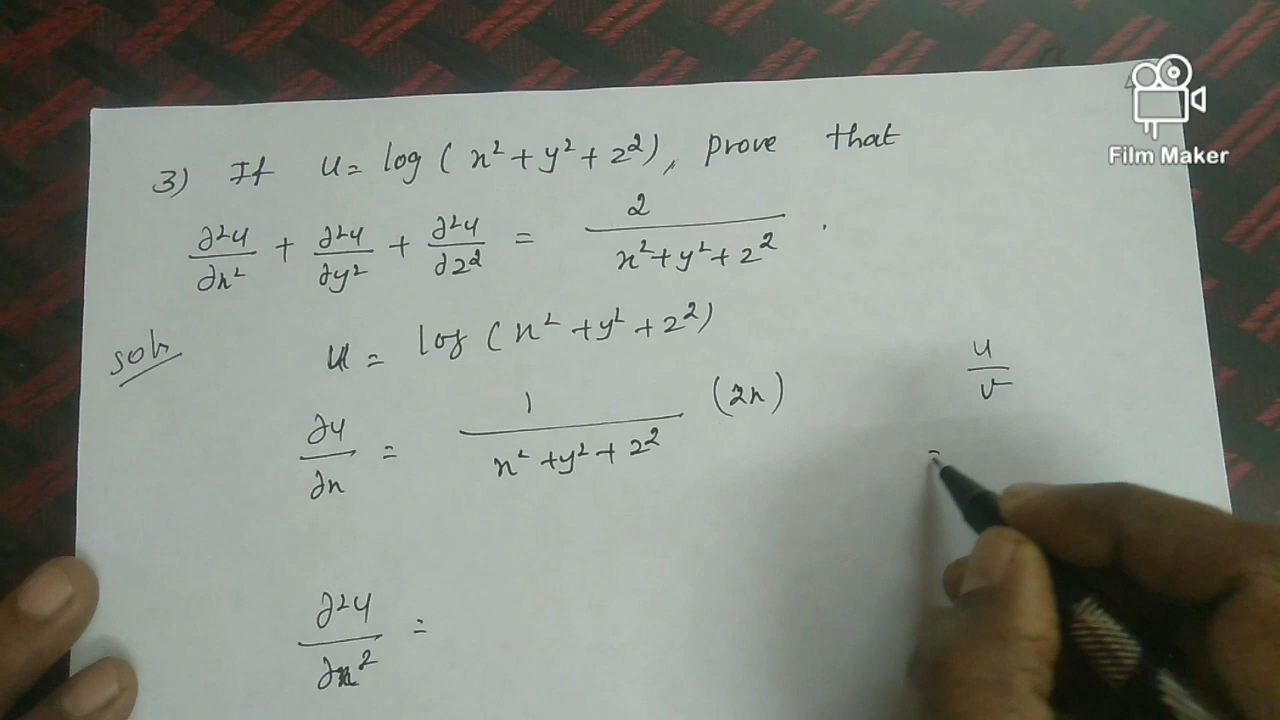 3) If u = log (x² + y² + z²), prove that
∂²u/∂x² + ∂²u/∂y² + ∂²u/∂z² = 2/(x² + y² + z²).
soln
u = log (x² + y² + z²)
∂u/∂x = 1/(x² + y² + z²) (2x)
u/v
=
∂²u/∂x² =
Film Maker